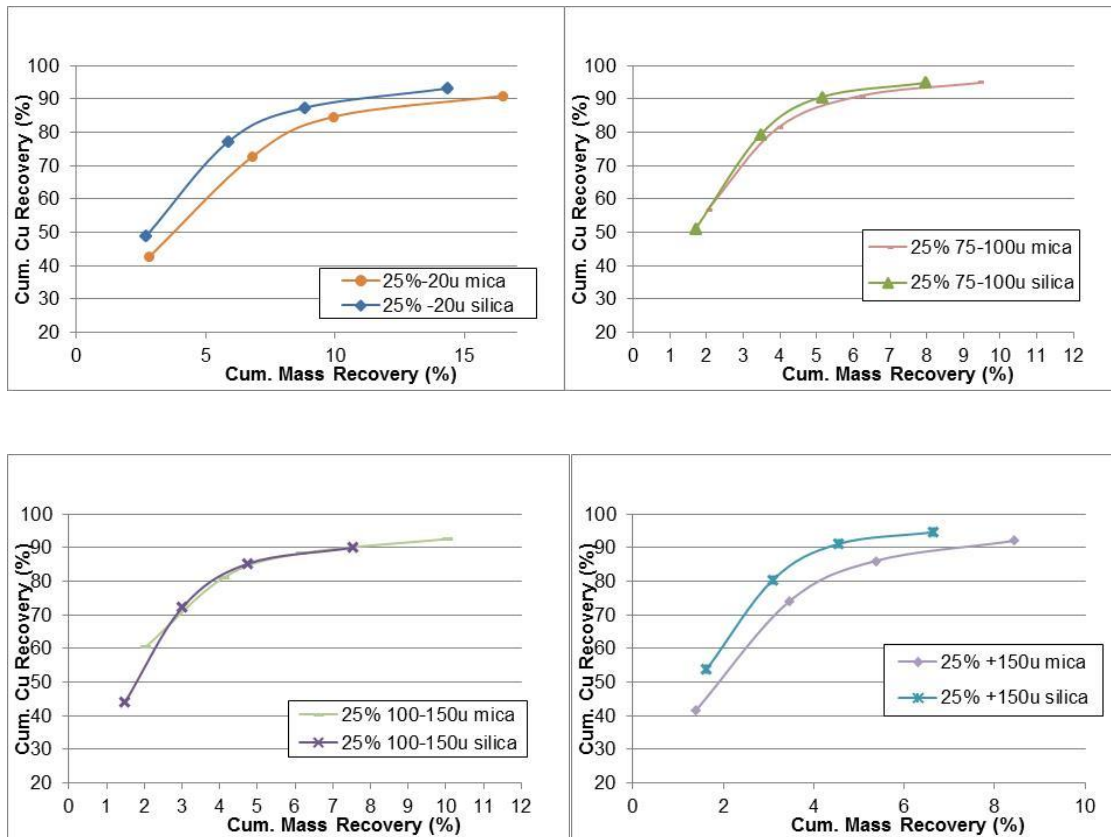 100
90
80
70
60
50
40
30
20
Cum. Cu Recovery (%)
25%-20u mica
25% -20u silica
0 5 10 15
Cum. Mass Recovery (%)
100
90
80
70
60
50
40
30
20
Cum. Cu Recovery (%)
25% 75-100u mica
25% 75-100u silica
0 1 2 3 4 5 6 7 8 9 10 11 12
Cum. Mass Recovery (%)
100
90
80
70
60
50
40
30
20
Cum. Cu Recovery (%)
25% 100-150u mica
25% 100-150u silica
0 1 2 3 4 5 6 7 8 9 10 11 12
Cum. Mass Recovery (%)
100
90
80
70
60
50
40
30
20
Cum. Cu Recovery (%)
25% +150u mica
25% +150u silica
0 2 4 6 8 10
Cum. Mass Recovery (%)